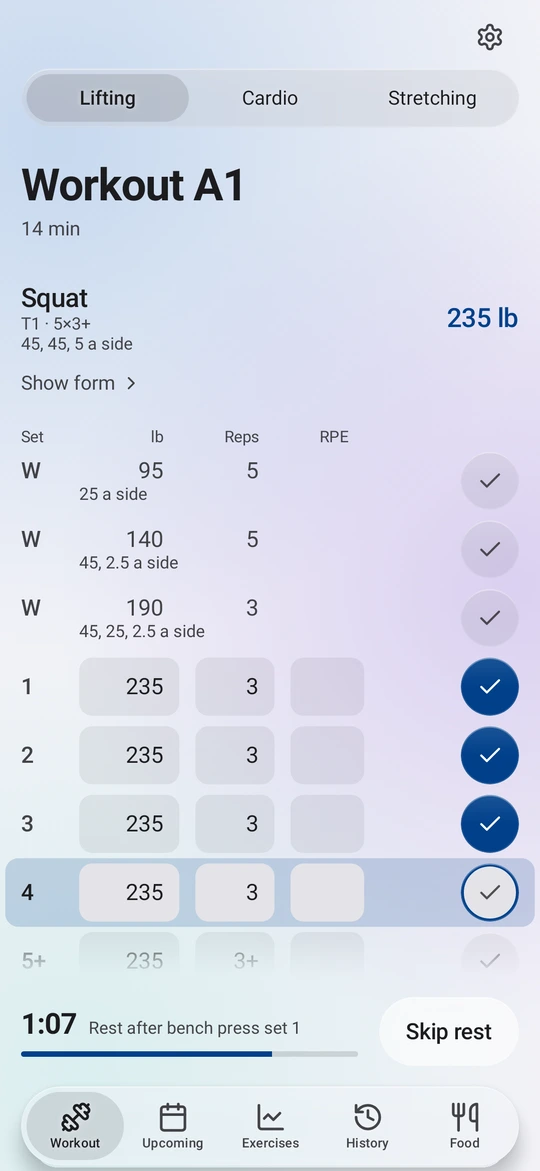 Lifting Cardio Stretching
Workout A1
14 min
Squat
T1 · 5×3+
45, 45, 5 a side
235 lb
Show form
Set lb Reps RPE
W 95 5
25 a side
W 140 5
45, 2.5 a side
W 190 3
45, 25, 2.5 a side
1 235 3
2 235 3
3 235 3
4 235 3
5+ 235 3+
1:07 Rest after bench press set 1
Skip rest
Workout Upcoming Exercises History Food